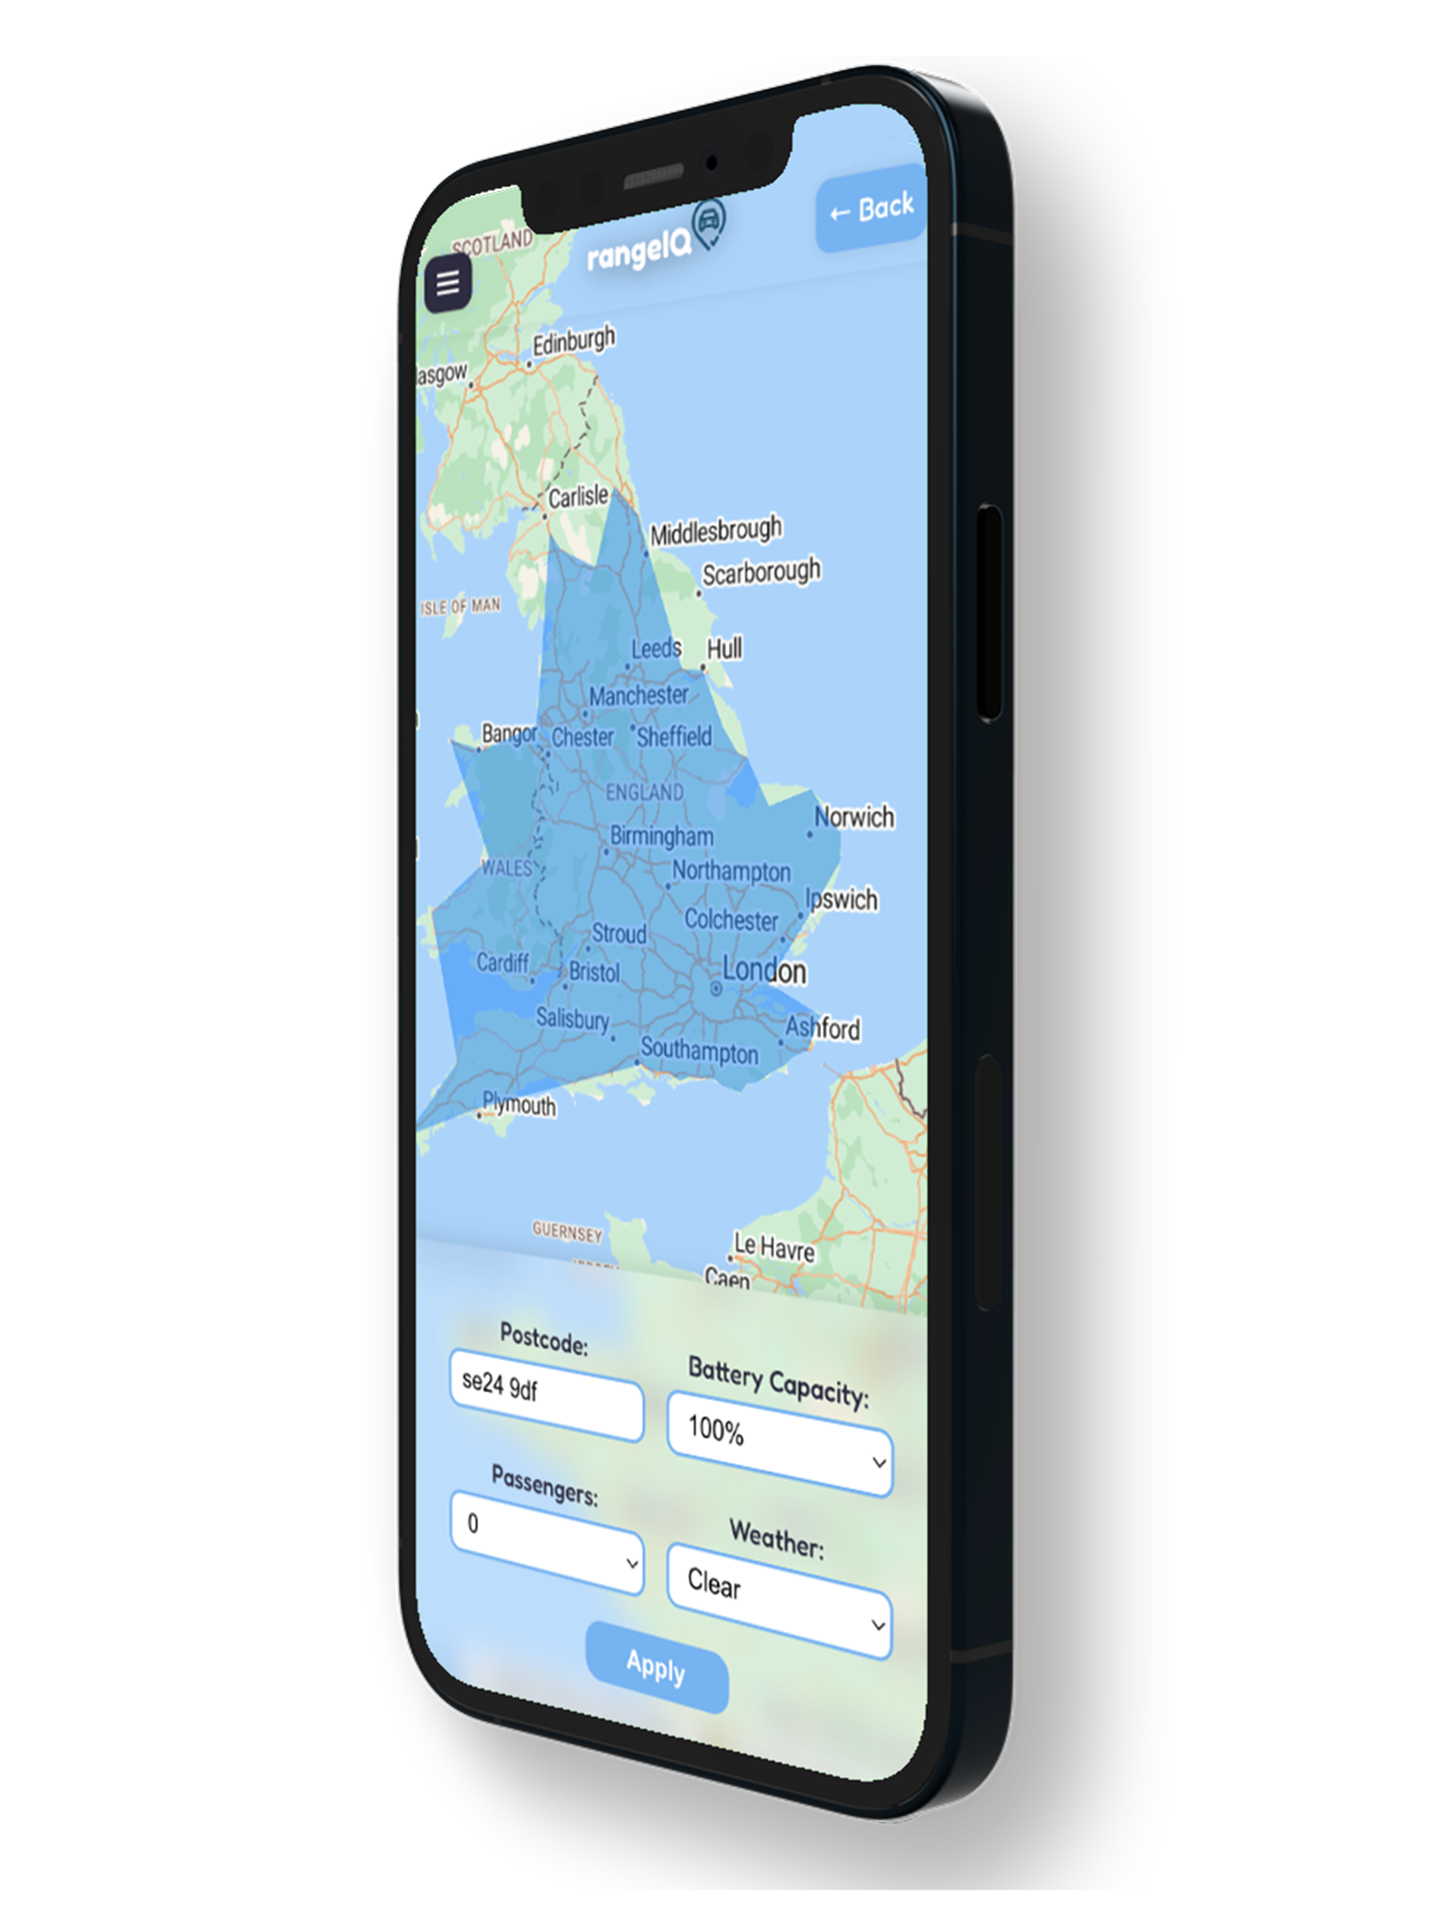 SCOTLAND
rangeIQ
← Back
Edinburgh
asgow
Carlisle
Middlesbrough
Scarborough
ISLE OF MAN
Leeds
Hull
Manchester
Bangor
Chester
Sheffield
ENGLAND
Norwich
Birmingham
WALES
Northampton
Ipswich
Colchester
Stroud
Cardiff
Bristol
London
Salisbury
Ashford
Southampton
Plymouth
GUERNSEY
Le Havre
Caen
Postcode:
se24 9df
Battery Capacity:
100%
Passengers:
0
Weather:
Clear
Apply